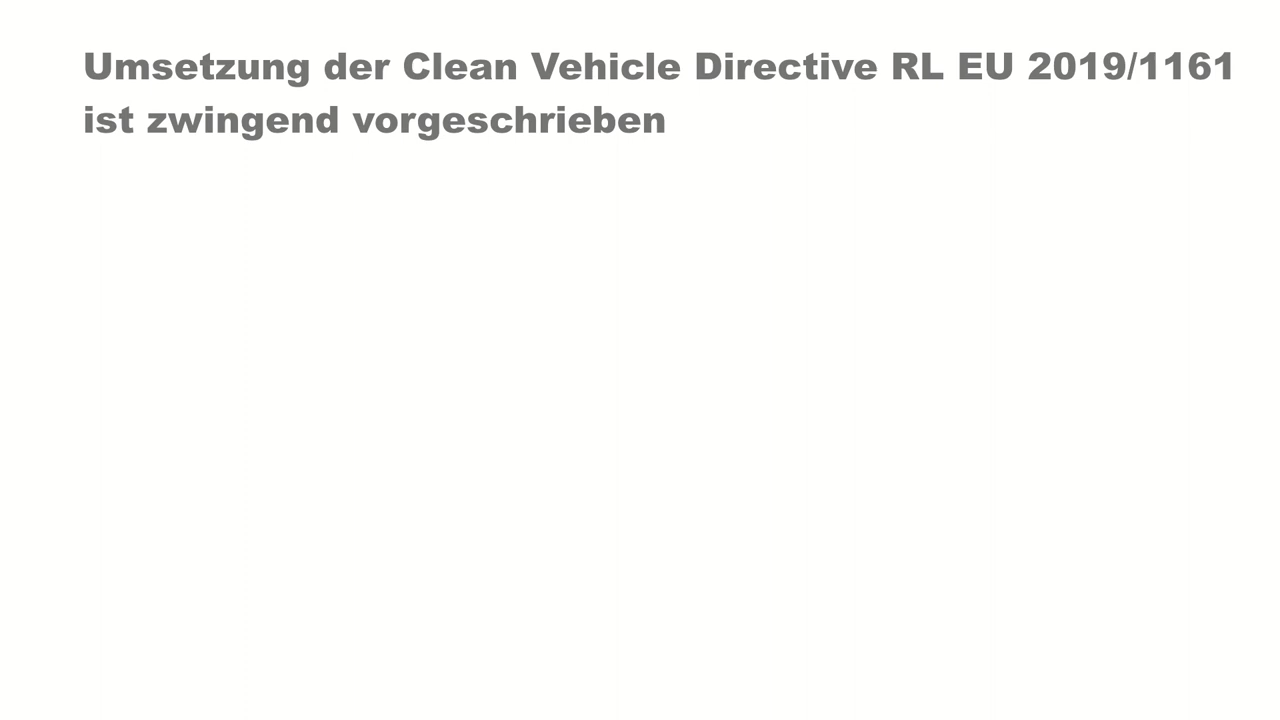 Umsetzung der Clean Vehicle Directive RL EU 2019/1161
ist zwingend vorgeschrieben